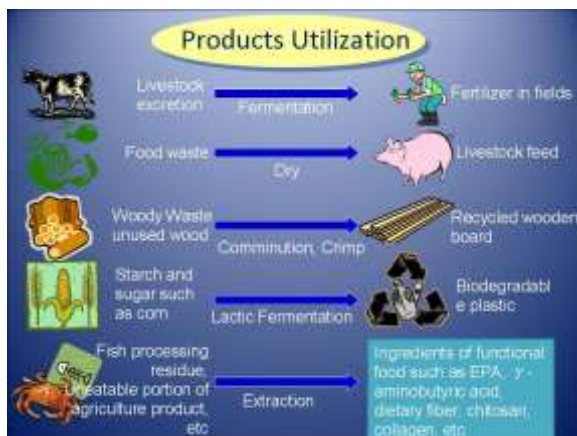 Products Utilization
Livestock
excretion
Fermentation
Fertilizer in fields
Food waste
Dry
Livestock feed
Woody Waste
unused wood
Comminution, Crimp
Recycled wooden
board
Starch and
sugar such
as corn
Lactic Fermentation
Biodegradabl
e plastic
Fish processing
residue,
Uneatable portion of
agriculture product,
etc
Extraction
Ingredients of functional
food such as EPA, γ-
aminobutyric acid,
dietary fiber, chitosan,
collagen, etc